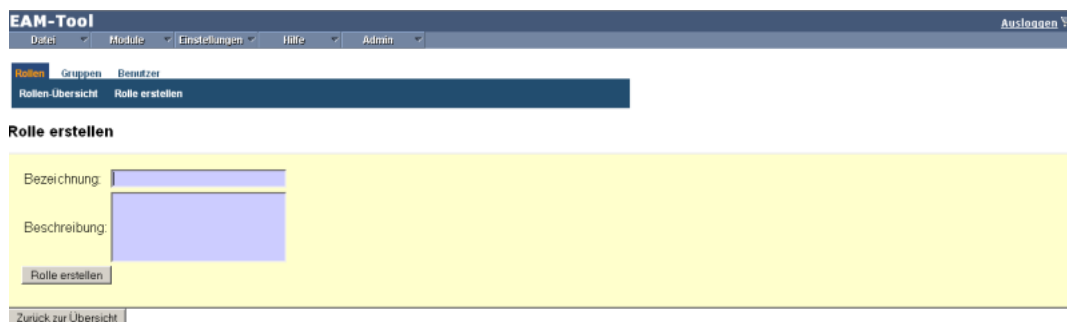 EAM-Tool
Ausloggen
Datei Module Einstellungen Hilfe Admin
Rollen Gruppen Benutzer
Rollen-Übersicht Rolle erstellen
Rolle erstellen
Bezeichnung:
Beschreibung:
Rolle erstellen
Zurück zur Übersicht